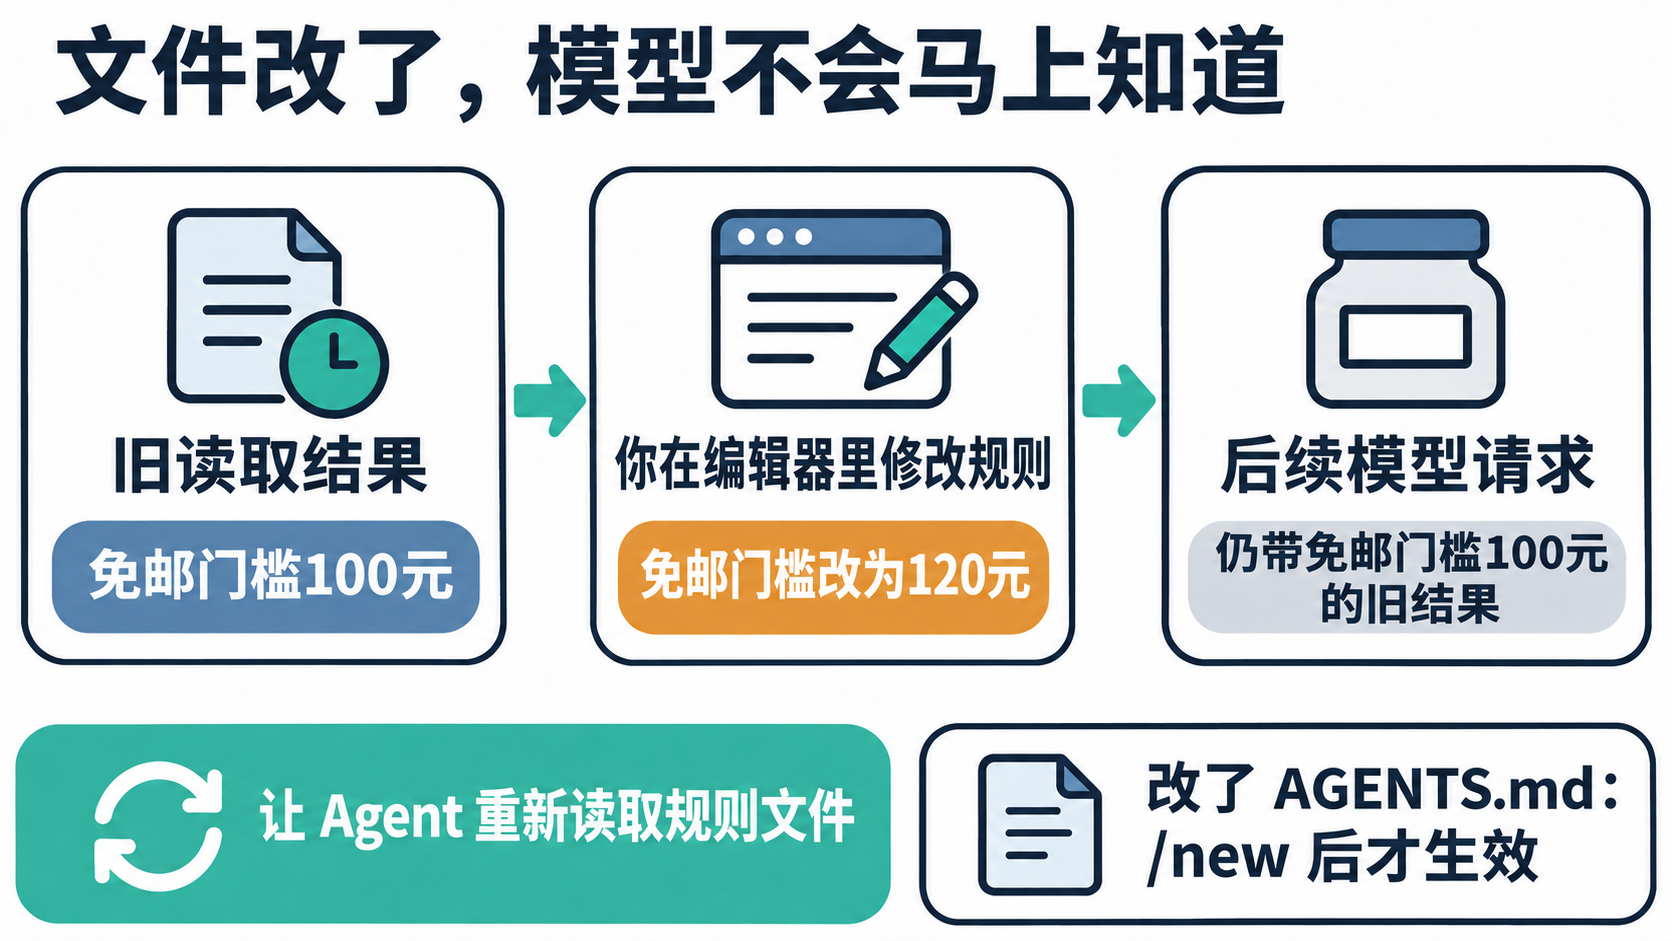 文件改了，模型不会马上知道
旧读取结果
免邮门槛100元
你在编辑器里修改规则
免邮门槛改为120元
后续模型请求
仍带免邮门槛100元
的旧结果
让 Agent 重新读取规则文件
改了 AGENTS.md：
/new 后才生效